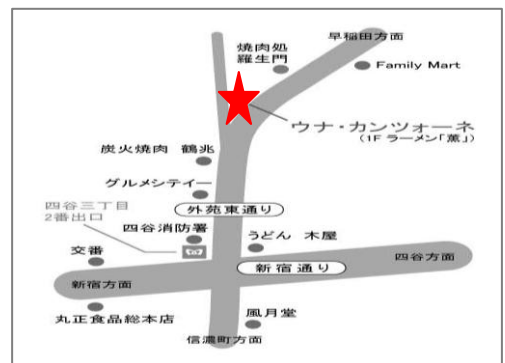 早稲田方面
焼肉処
羅生門
Family Mart
ウナ・カンツォーネ
(1F ラーメン「薫」)
炭火焼肉 鶴兆
グルメシティー
四谷三丁目
2番出口
外苑東通り
四谷消防署
うどん 木屋
交番
四谷方面
新宿通り
新宿方面
丸正食品総本店
風月堂
信濃町方面